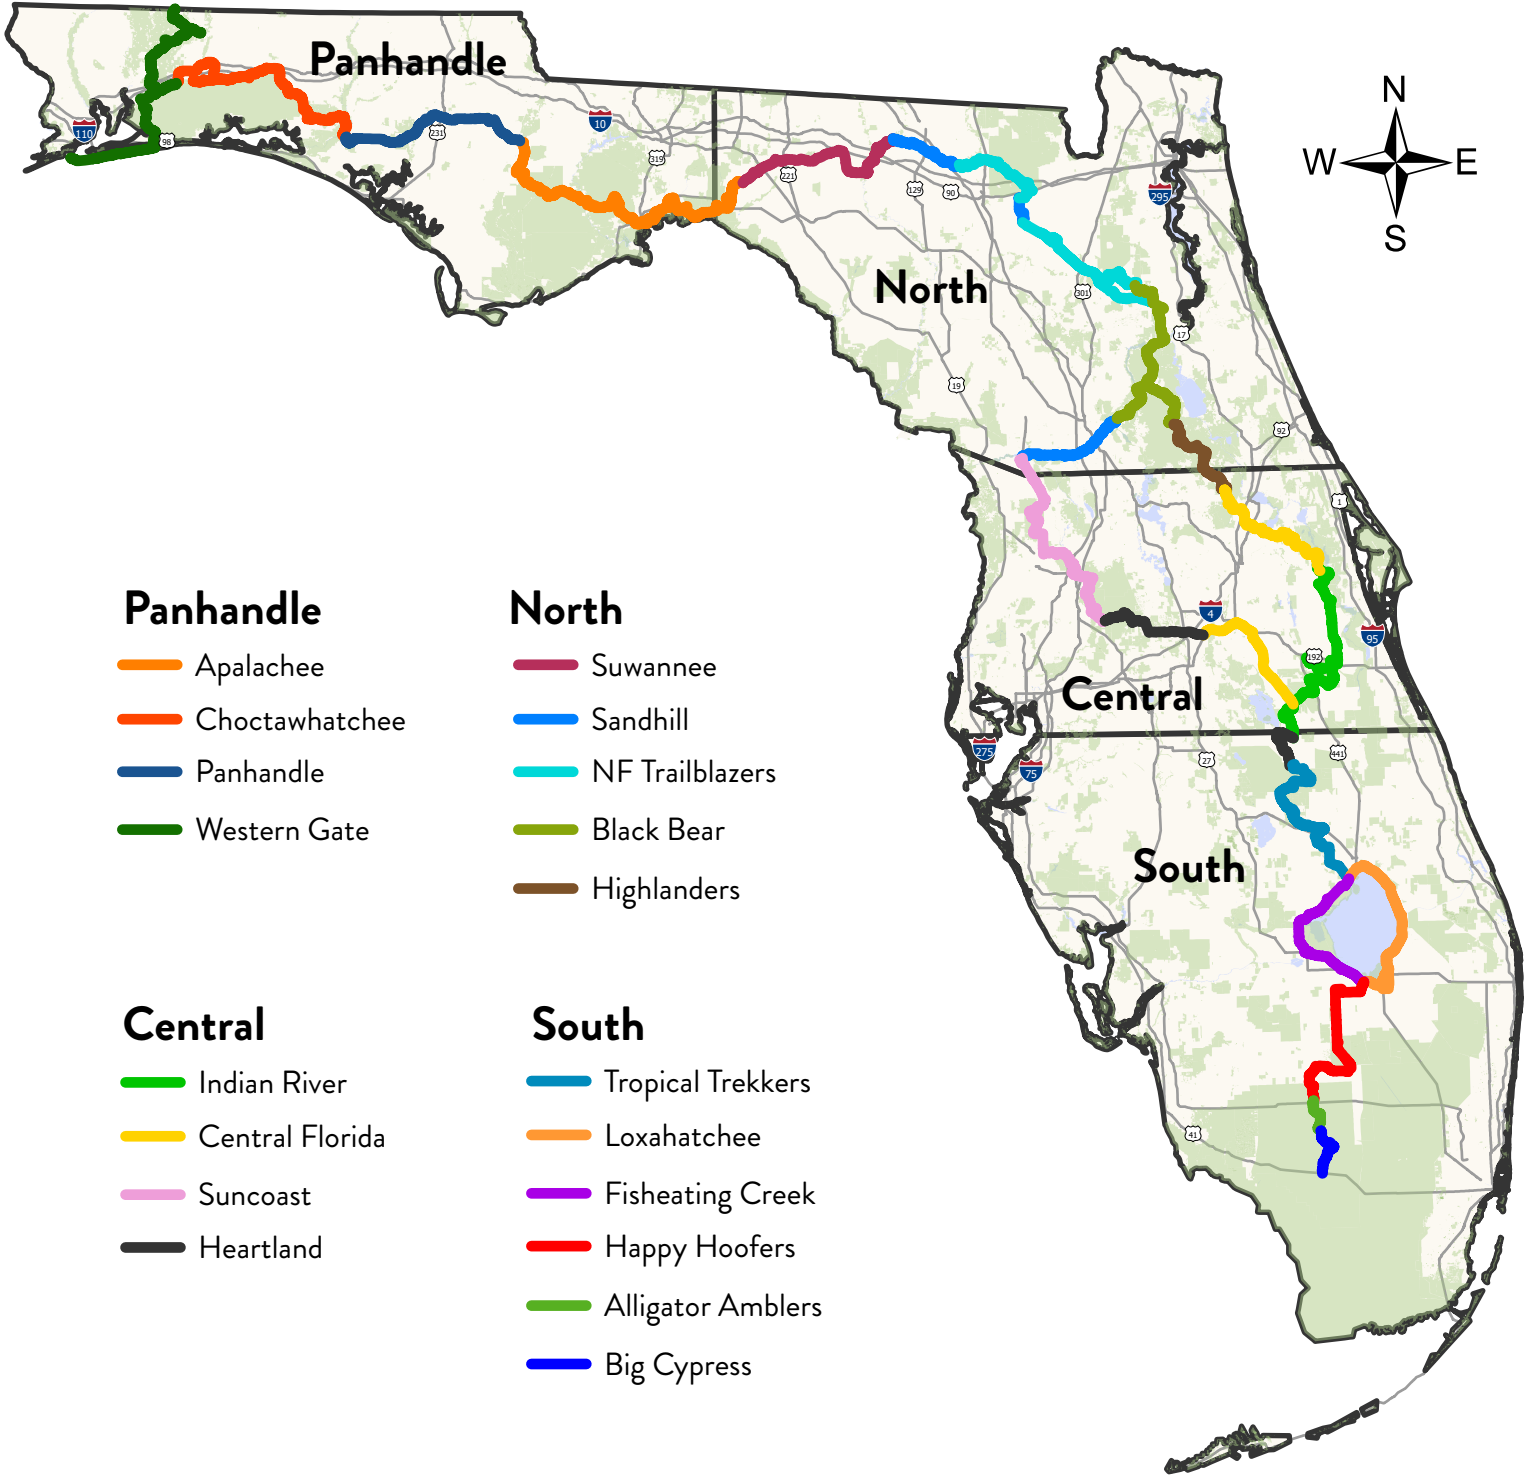 Panhandle
N
W E
S
110
98
231
10
319
221
129
90
295
North
301
17
19
92
1
4
95
192
Central
275
75
27
441
South
41
Panhandle
Apalachee
Choctawhatchee
Panhandle
Western Gate
North
Suwannee
Sandhill
NF Trailblazers
Black Bear
Highlanders
Central
Indian River
Central Florida
Suncoast
Heartland
South
Tropical Trekkers
Loxahatchee
Fisheating Creek
Happy Hoofers
Alligator Amblers
Big Cypress